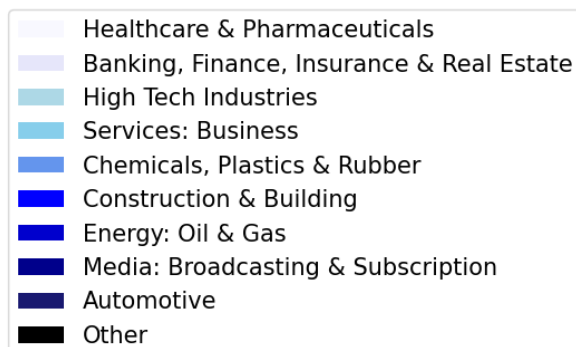 Healthcare & Pharmaceuticals
Banking, Finance, Insurance & Real Estate
High Tech Industries
Services: Business
Chemicals, Plastics & Rubber
Construction & Building
Energy: Oil & Gas
Media: Broadcasting & Subscription
Automotive
Other